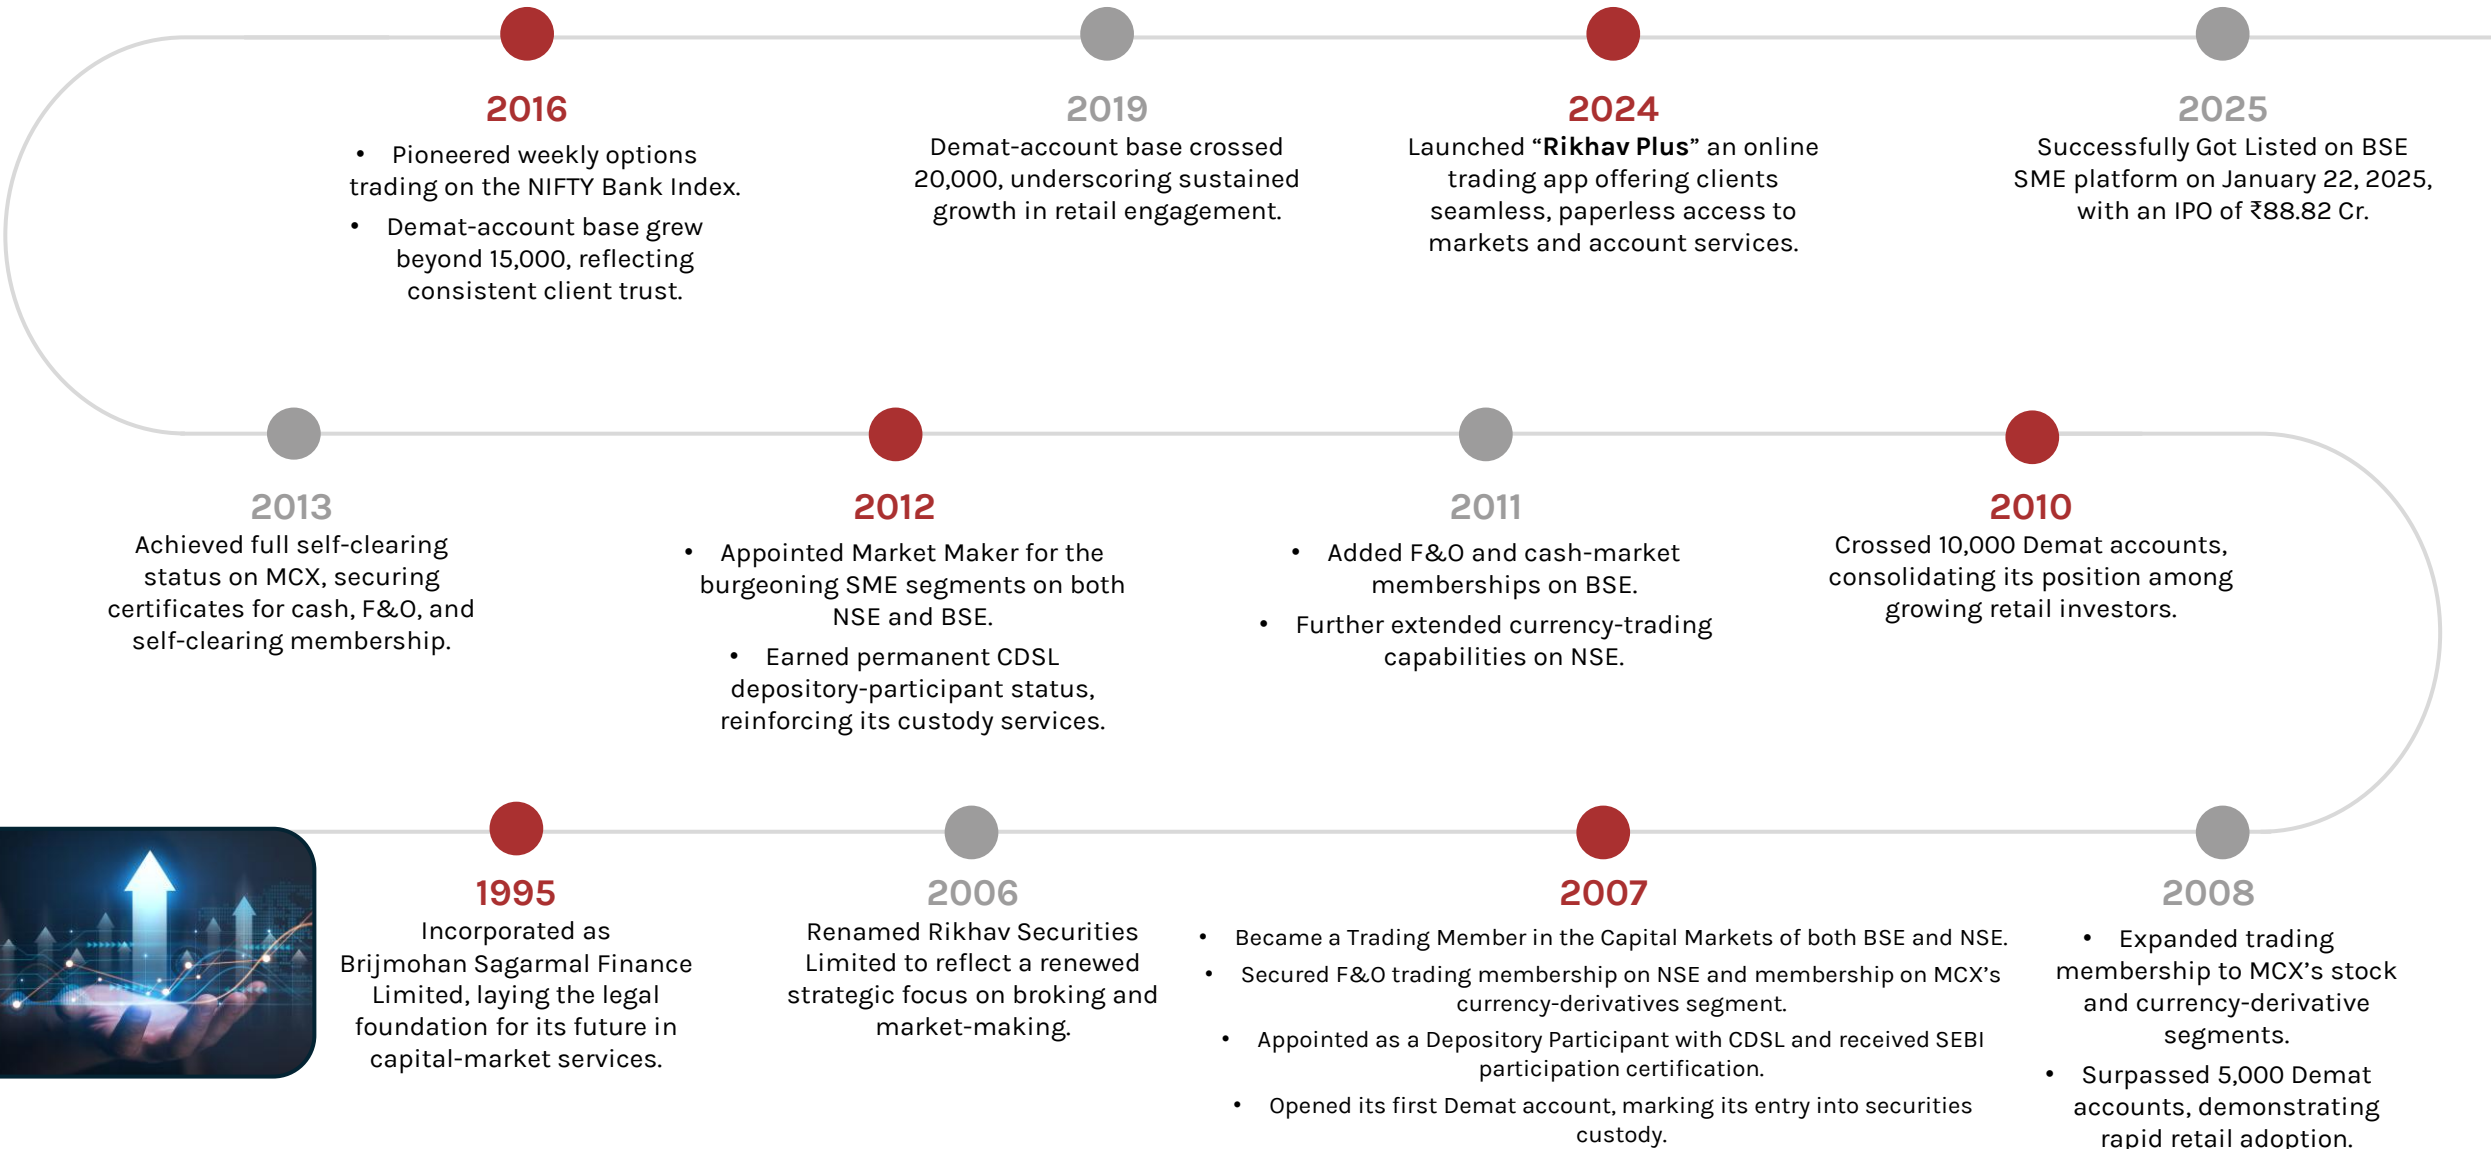 2016
• Pioneered weekly options
trading on the NIFTY Bank Index.
• Demat-account base grew
beyond 15,000, reflecting
consistent client trust.
2019
Demat-account base crossed
20,000, underscoring sustained
growth in retail engagement.
2024
Launched “Rikhav Plus” an online
trading app offering clients
seamless, paperless access to
markets and account services.
2025
Successfully Got Listed on BSE
SME platform on January 22, 2025,
with an IPO of ₹88.82 Cr.
2013
Achieved full self-clearing
status on MCX, securing
certificates for cash, F&O, and
self-clearing membership.
2012
• Appointed Market Maker for the
burgeoning SME segments on both
NSE and BSE.
• Earned permanent CDSL
depository-participant status,
reinforcing its custody services.
2011
• Added F&O and cash-market
memberships on BSE.
• Further extended currency-trading
capabilities on NSE.
2010
Crossed 10,000 Demat accounts,
consolidating its position among
growing retail investors.
1995
Incorporated as
Brijmohan Sagarmal Finance
Limited, laying the legal
foundation for its future in
capital-market services.
2006
Renamed Rikhav Securities
Limited to reflect a renewed
strategic focus on broking and
market-making.
2007
• Became a Trading Member in the Capital Markets of both BSE and NSE.
• Secured F&O trading membership on NSE and membership on MCX’s
currency-derivatives segment.
• Appointed as a Depository Participant with CDSL and received SEBI
participation certification.
• Opened its first Demat account, marking its entry into securities
custody.
2008
• Expanded trading
membership to MCX’s stock
and currency-derivative
segments.
• Surpassed 5,000 Demat
accounts, demonstrating
rapid retail adoption.